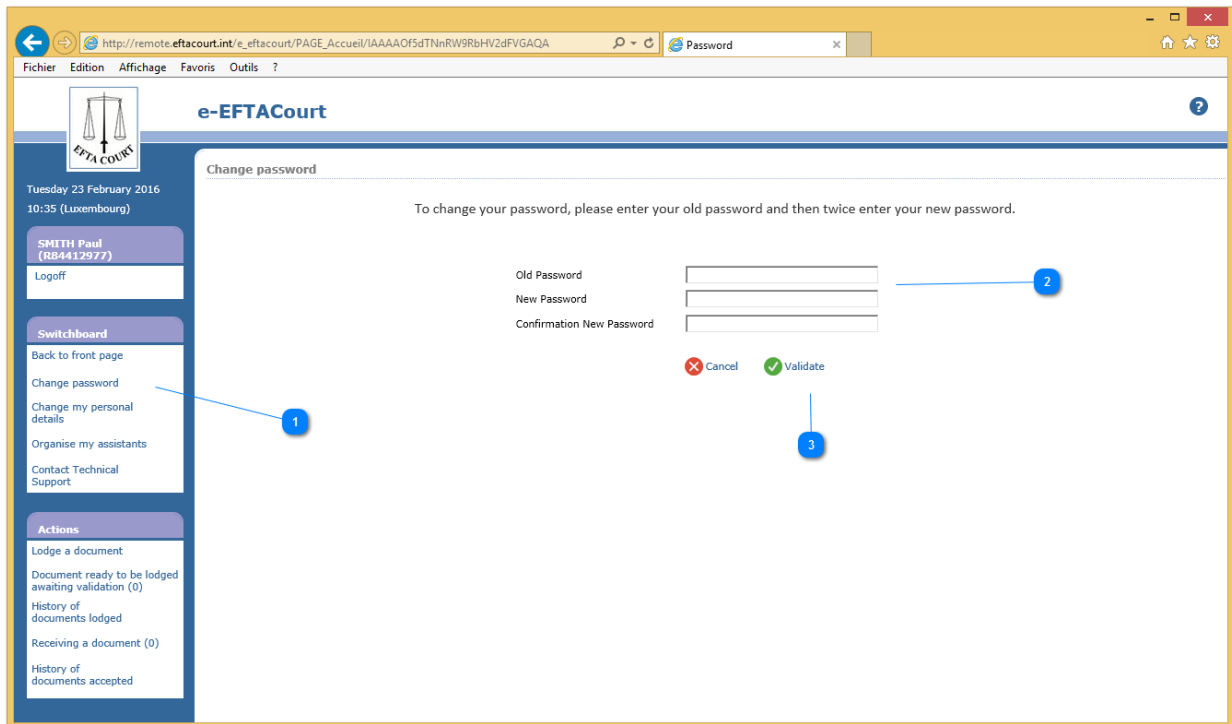 http://remote.eftacourt.int/e_eftacourt/PAGE_Accueil/IAAAAOf5dTNnRW9RbHV2dFVGAQA
Password
Fichier Edition Affichage Favoris Outils ?
EFTA COURT
e-EFTACourt
?
Tuesday 23 February 2016
10:35 (Luxembourg)
SMITH Paul
(R84412977)
Logoff
Switchboard
Back to front page
Change password
Change my personal
details
Organise my assistants
Contact Technical
Support
Actions
Lodge a document
Document ready to be lodged
awaiting validation (0)
History of
documents lodged
Receiving a document (0)
History of
documents accepted
Change password
To change your password, please enter your old password and then twice enter your new password.
Old Password
New Password
Confirmation New Password
Cancel Validate
1
2
3